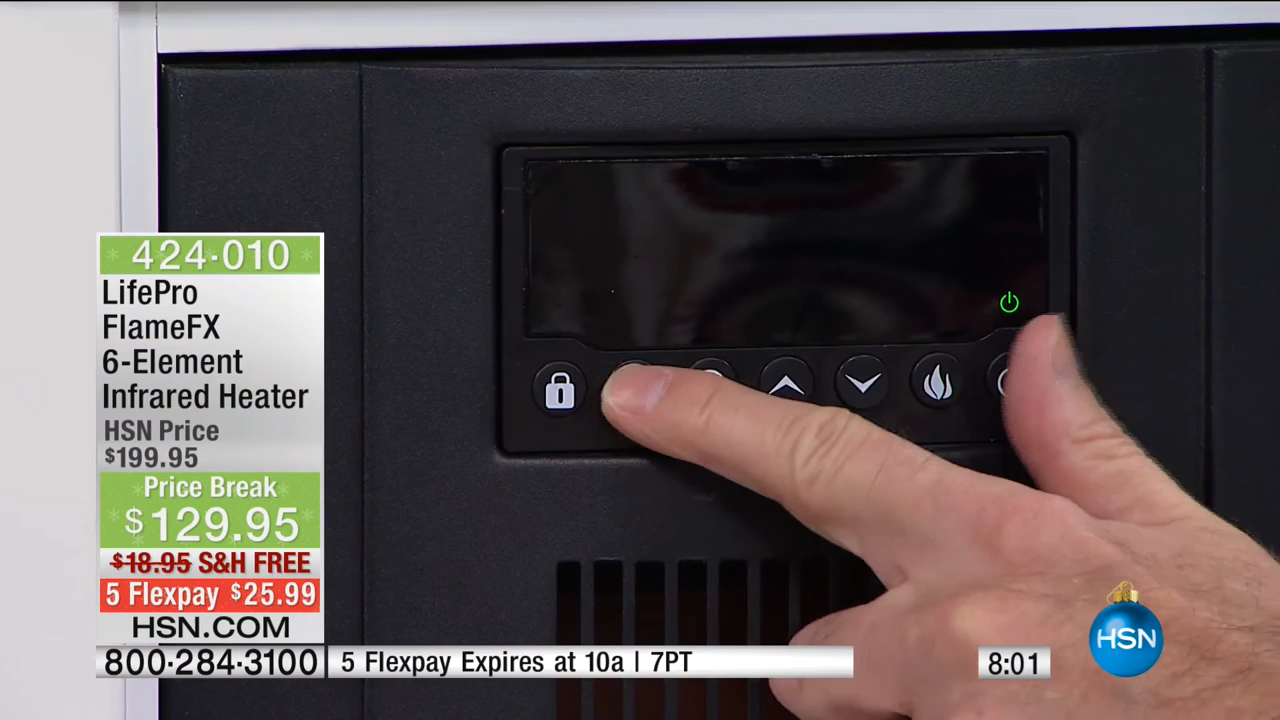 424·010
LifePro
FlameFX
6-Element
Infrared Heater
HSN Price
$199.95
Price Break
$129.95
$18.95 S&H FREE
5 Flexpay $25.99
HSN.COM
800·284·3100
5 Flexpay Expires at 10a | 7PT
8:01
HSN